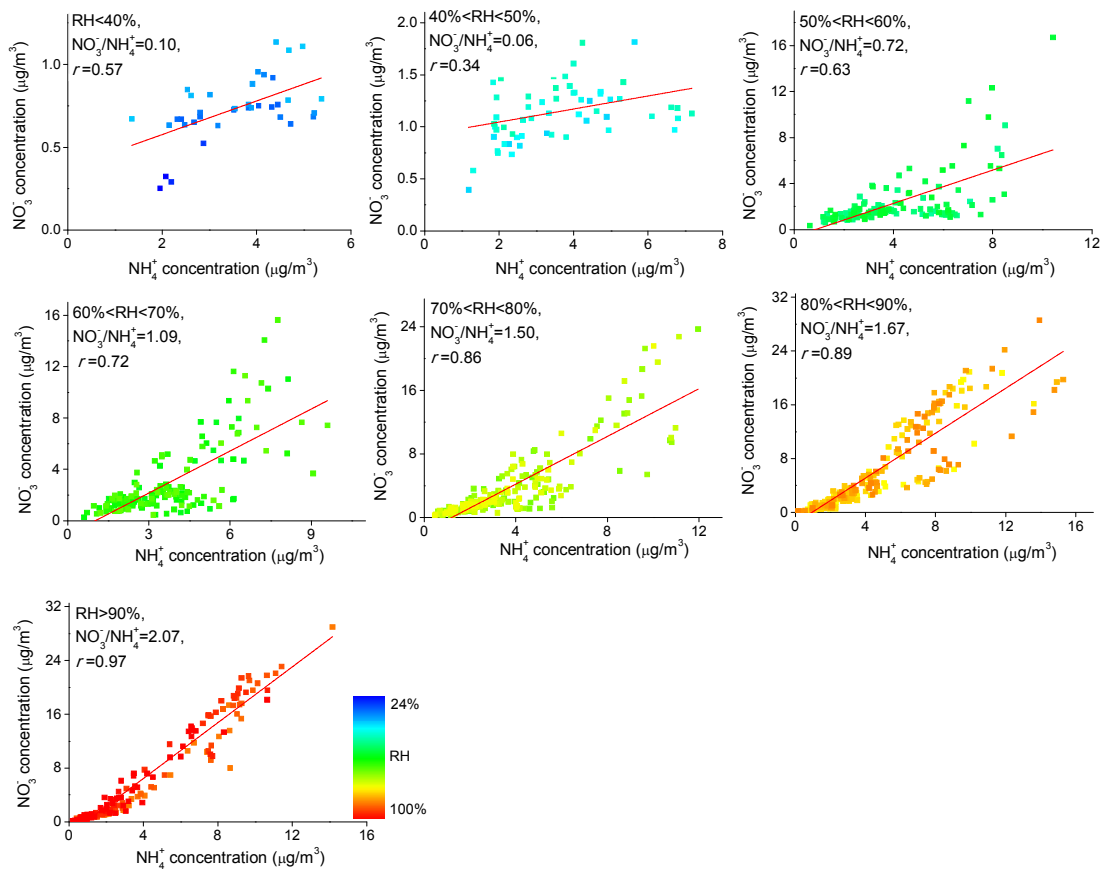 RH<40%,
NO₃⁻/NH₄⁺=0.10,
r=0.57
NO₃⁻ concentration (μg/m³)
1.0
0.5
0.0
0 2 4 6
NH₄⁺ concentration (μg/m³)
40%<RH<50%,
NO₃⁻/NH₄⁺=0.06,
r=0.34
NO₃⁻ concentration (μg/m³)
2.0
1.5
1.0
0.5
0.0
0 2 4 6 8
NH₄⁺ concentration (μg/m³)
50%<RH<60%,
NO₃⁻/NH₄⁺=0.72,
r=0.63
NO₃⁻ concentration (μg/m³)
16
12
8
4
0
0 4 8 12
NH₄⁺ concentration (μg/m³)
60%<RH<70%,
NO₃⁻/NH₄⁺=1.09,
r=0.72
NO₃⁻ concentration (μg/m³)
16
12
8
4
0
0 3 6 9
NH₄⁺ concentration (μg/m³)
70%<RH<80%,
NO₃⁻/NH₄⁺=1.50,
r=0.86
NO₃⁻ concentration (μg/m³)
24
16
8
0
0 4 8 12
NH₄⁺ concentration (μg/m³)
80%<RH<90%,
NO₃⁻/NH₄⁺=1.67,
r=0.89
NO₃⁻ concentration (μg/m³)
32
24
16
8
0
0 4 8 12 16
NH₄⁺ concentration (μg/m³)
RH>90%,
NO₃⁻/NH₄⁺=2.07,
r=0.97
NO₃⁻ concentration (μg/m³)
32
24
16
8
0
0 4 8 12 16
NH₄⁺ concentration (μg/m³)
24%
RH
100%